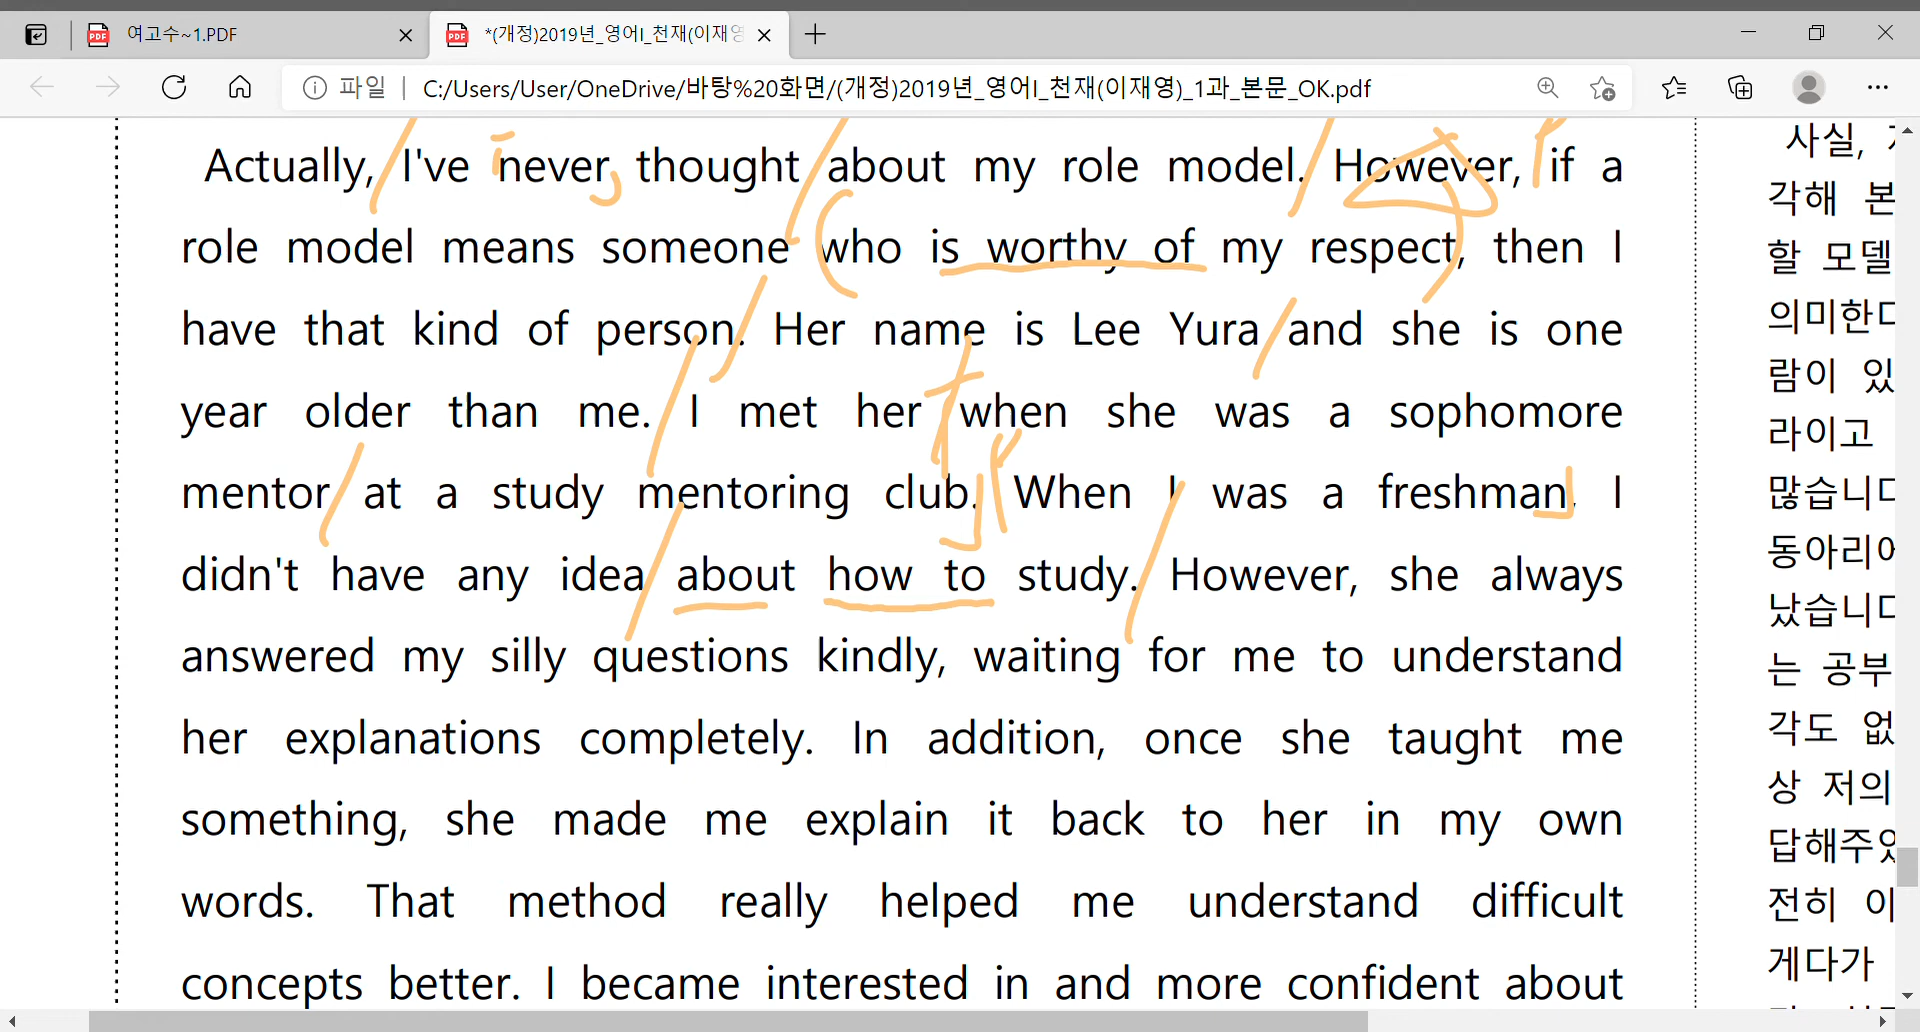 여고수~1.PDF
*(개정)2019년_영어I_천재(이재영
파일
C:/Users/User/OneDrive/바탕%20화면/(개정)2019년_영어I_천재(이재영)_1과_본문_OK.pdf
Actually, I've never, thought about my role model. However, if a
role model means someone who is worthy of my respect, then I
have that kind of person. Her name is Lee Yura and she is one
year older than me. I met her when she was a sophomore
mentor at a study mentoring club. When I was a freshman, I
didn't have any idea about how to study. However, she always
answered my silly questions kindly, waiting for me to understand
her explanations completely. In addition, once she taught me
something, she made me explain it back to her in my own
words. That method really helped me understand difficult
concepts better. I became interested in and more confident about
사실,
각해 본
할 모델
의미한
람이 있
라이고
많습니
동아리에
났습니
는 공부
각도 없
상 저의
답해주었
전히 이
게다가